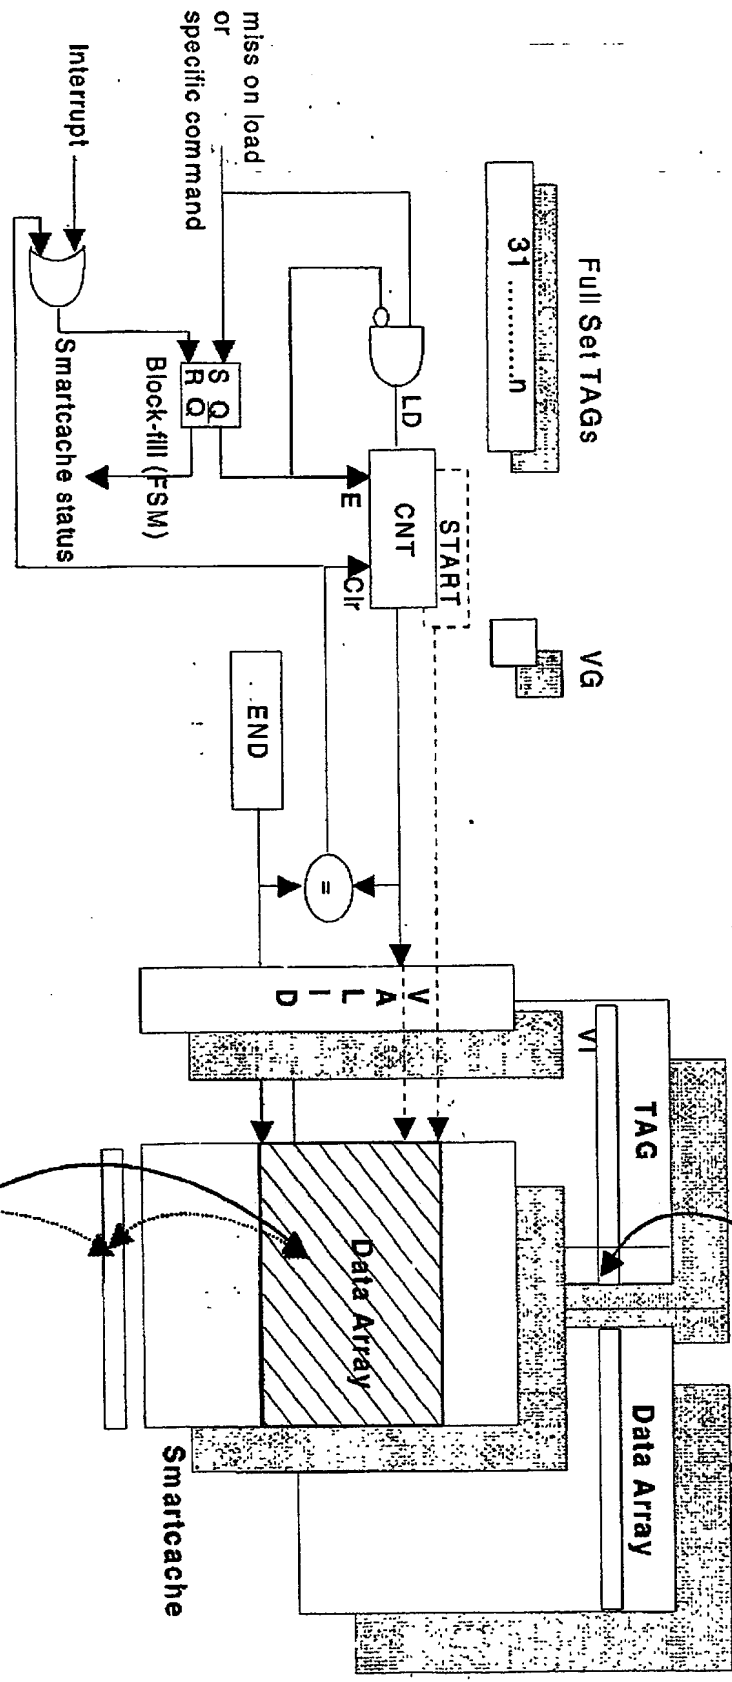 Full Set TAGs
31 ............n
VG
TAG
VI
Data Array
miss on load
or
specific command
LD
START
CNT
E
Clr
S Q
R Q
Block-fill (FSM)
Interrupt
Smartcache status
END
=
VALID
Data Array
Smartcache